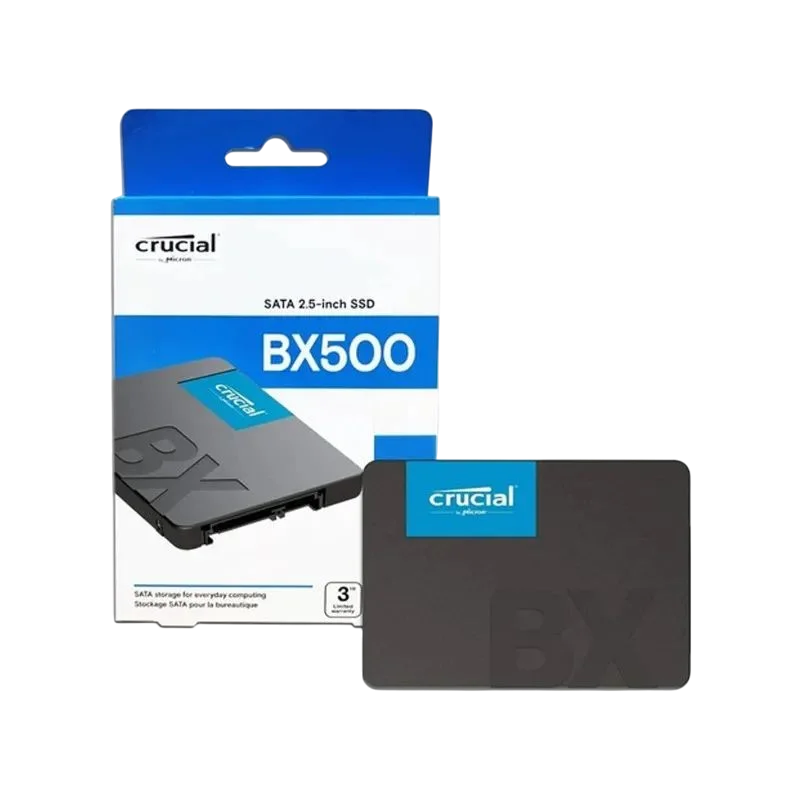 crucial
by Micron
SATA 2.5-inch SSD
BX500
crucial
BX
SATA storage for everyday computing
Stockage SATA pour la bureautique
3
Limited
warranty
crucial
by Micron
BX